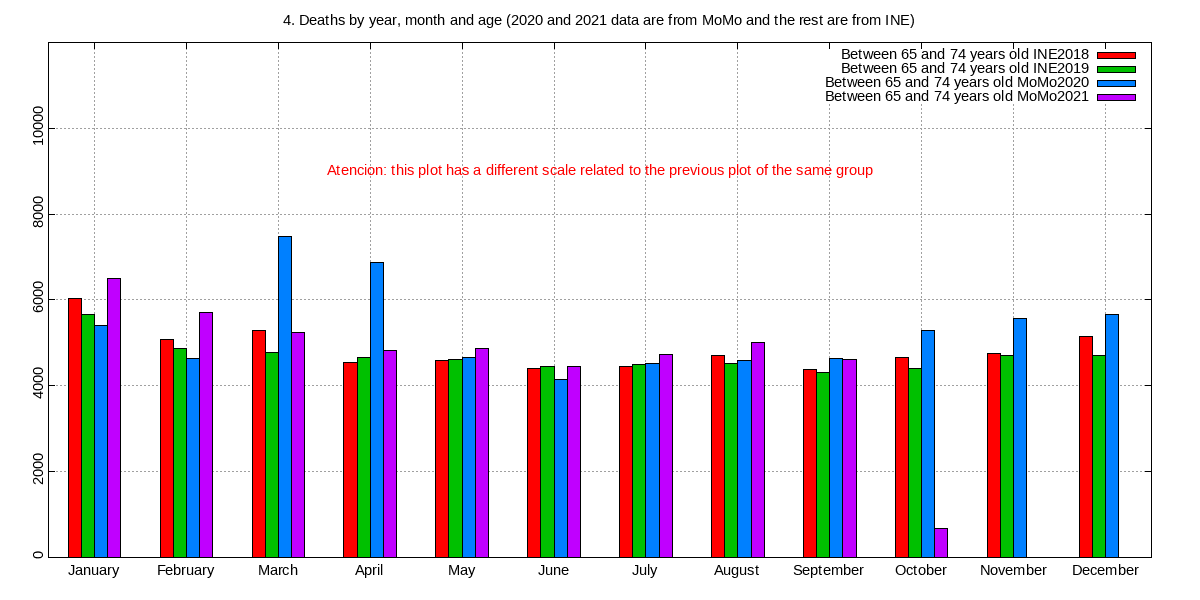 4. Deaths by year, month and age (2020 and 2021 data are from MoMo and the rest are from INE)
Between 65 and 74 years old INE2018
Between 65 and 74 years old INE2019
Between 65 and 74 years old MoMo2020
Between 65 and 74 years old MoMo2021
Atencion: this plot has a different scale related to the previous plot of the same group
10000
8000
6000
4000
2000
0
January February March April May June July August September October November December